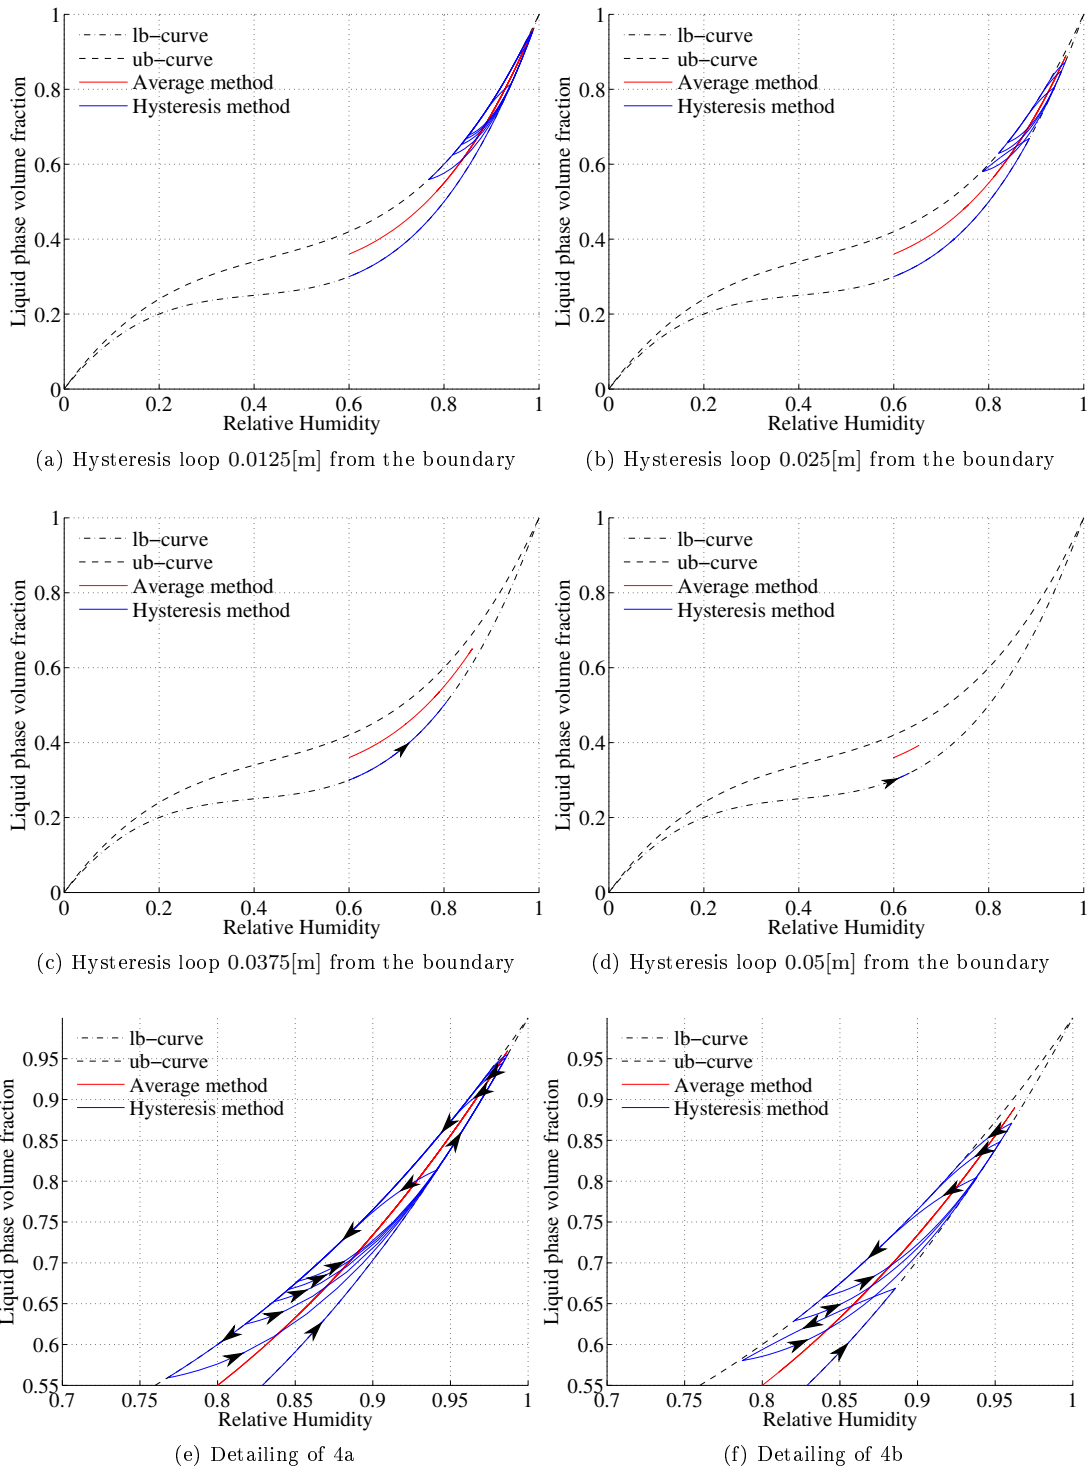 lb−curve
ub−curve
Average method
Hysteresis method
Liquid phase volume fraction
1
0.8
0.6
0.4
0.2
0
0 0.2 0.4 0.6 0.8 1
Relative Humidity
(a) Hysteresis loop 0.0125[m] from the boundary
lb−curve
ub−curve
Average method
Hysteresis method
Liquid phase volume fraction
1
0.8
0.6
0.4
0.2
0
0 0.2 0.4 0.6 0.8 1
Relative Humidity
(b) Hysteresis loop 0.025[m] from the boundary
lb−curve
ub−curve
Average method
Hysteresis method
Liquid phase volume fraction
1
0.8
0.6
0.4
0.2
0
0 0.2 0.4 0.6 0.8 1
Relative Humidity
(c) Hysteresis loop 0.0375[m] from the boundary
lb−curve
ub−curve
Average method
Hysteresis method
Liquid phase volume fraction
1
0.8
0.6
0.4
0.2
0
0 0.2 0.4 0.6 0.8 1
Relative Humidity
(d) Hysteresis loop 0.05[m] from the boundary
lb−curve
ub−curve
Average method
Hysteresis method
Liquid phase volume fraction
0.95
0.9
0.85
0.8
0.75
0.7
0.65
0.6
0.55
0.7 0.75 0.8 0.85 0.9 0.95 1
Relative Humidity
(e) Detailing of 4a
lb−curve
ub−curve
Average method
Hysteresis method
Liquid phase volume fraction
0.95
0.9
0.85
0.8
0.75
0.7
0.65
0.6
0.55
0.7 0.75 0.8 0.85 0.9 0.95 1
Relative Humidity
(f) Detailing of 4b